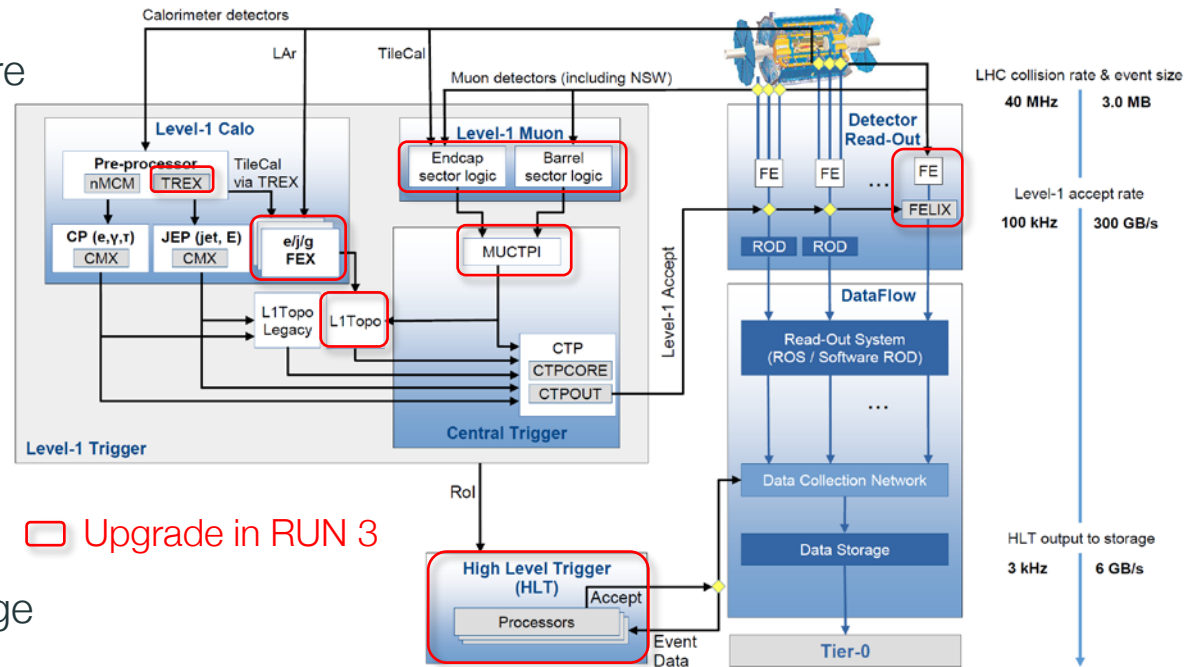 Calorimeter detectors
LAr
TileCal
re
Muon detectors (including NSW)
LHC collision rate & event size
40 MHz 3.0 MB
Level-1 Calo
Level-1 Muon
Detector
Read-Out
Pre-processor
nMCM
TREX
TileCal
via TREX
Endcap
sector logic
Barrel
sector logic
FE
FE
...
FE
FELIX
Level-1 accept rate
100 kHz 300 GB/s
CP (e,γ,τ)
CMX
JEP (jet, E)
CMX
e/j/g
FEX
MUCTPI
ROD
ROD
Level-1 Accept
DataFlow
L1Topo
Legacy
L1Topo
Read-Out System
(ROS / Software ROD)
CTP
CTPCORE
CTPOUT
...
Central Trigger
Level-1 Trigger
Data Collection Network
RoI
Upgrade in RUN 3
Data Storage
HLT output to storage
3 kHz 6 GB/s
High Level Trigger
(HLT)
Accept
Processors
ge
Event
Data
Tier-0